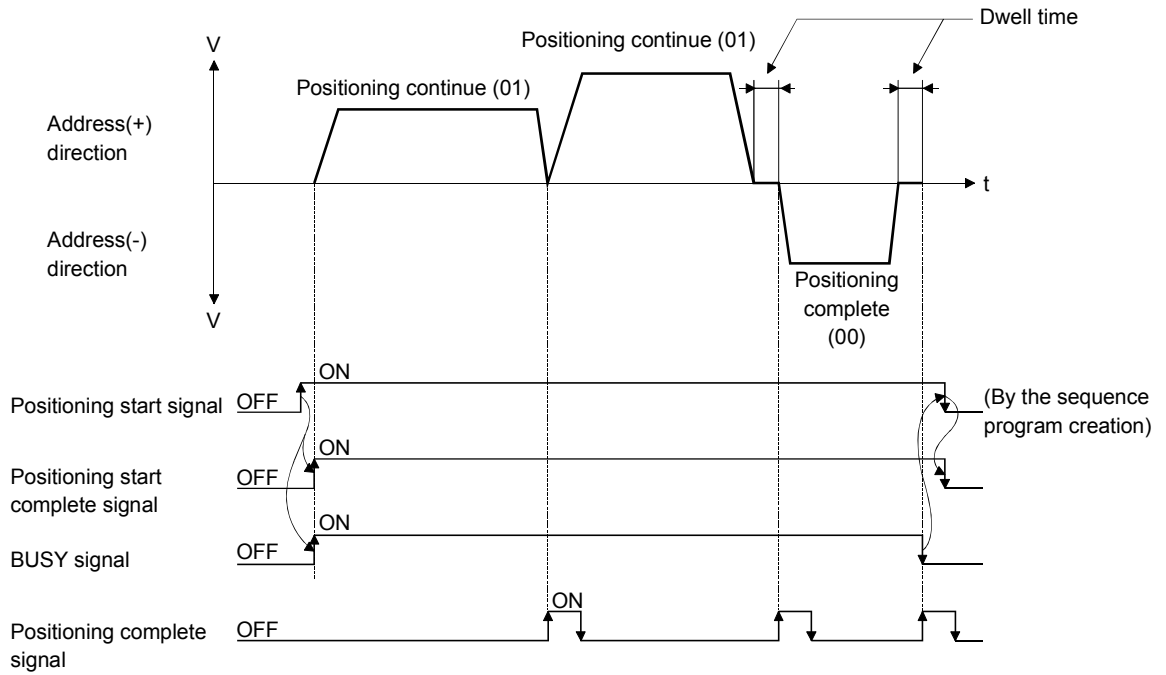 Dwell time
V
Positioning continue (01)
Positioning continue (01)
Address(+)
direction
t
Address(-)
direction
Positioning
complete
(00)
V
ON
Positioning start signal OFF
(By the sequence
program creation)
ON
Positioning start
complete signal
OFF
ON
BUSY signal OFF
ON
Positioning complete
signal
OFF